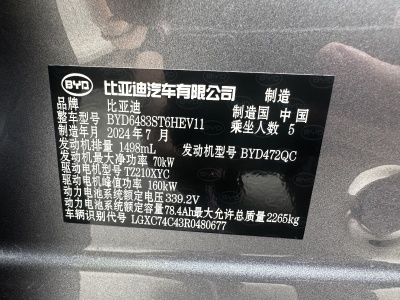 BYD 比亚迪汽车有限公司 制造
品牌 比亚迪 制造国 中国
整车型号 BYD6483ST6HEV11 乘坐人数 5
制造年月 2024年7月
发动机排量 1498mL 发动机型号 BYD472QC
发动机最大净功率 70kW
驱动电机型号 TZ210XYC
驱动电机峰值功率 160kW
动力电池系统额定电压 339.2V
动力电池系统额定容量 78.4Ah 最大允许总质量 2265kg
车辆识别代号 LGXC74C43R0480677